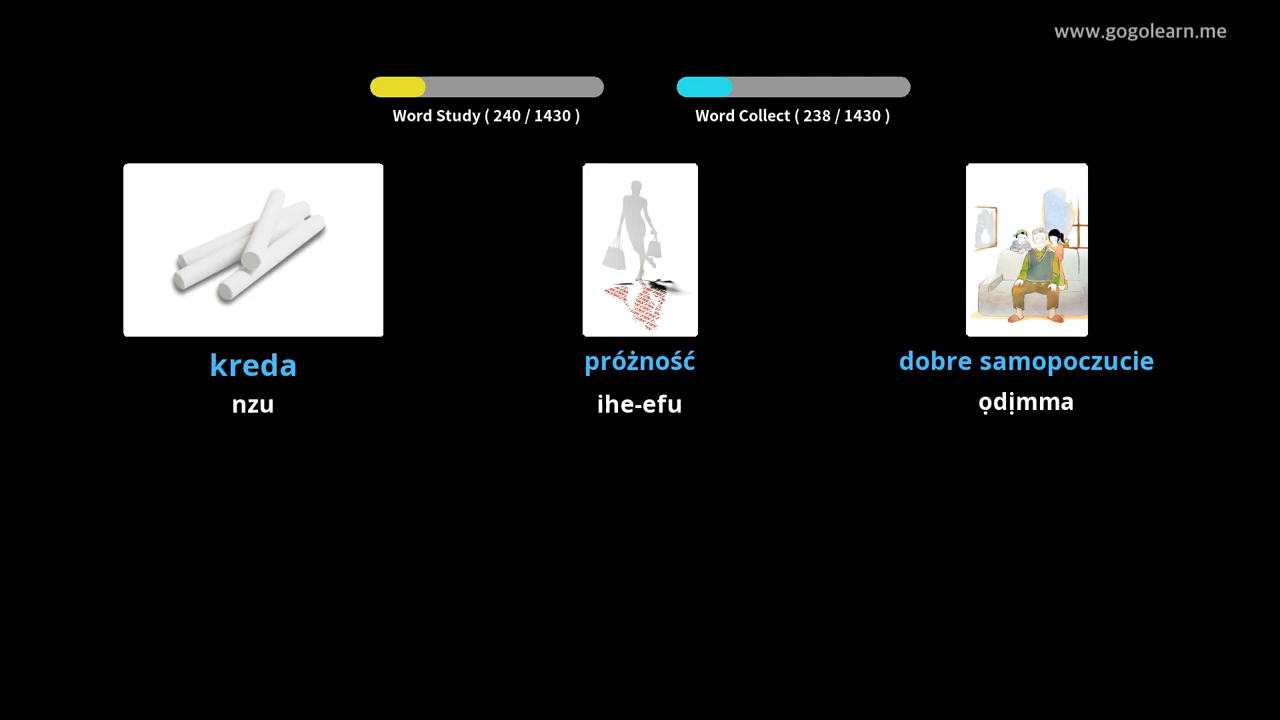 www.gogolearn.me
Word Study ( 240 / 1430 )
Word Collect ( 238 / 1430 )
kreda
nzu
próżność
ihe-efu
dobre samopoczucie
ọdịmma